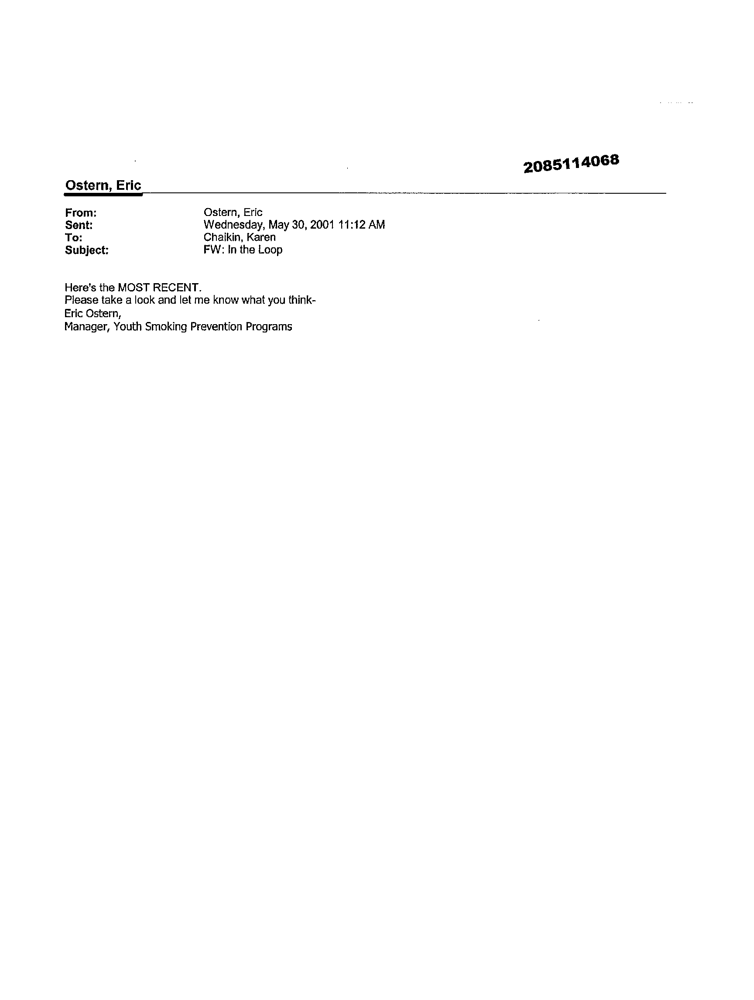 2085114068
Ostern, Eric
From: Ostern, Eric
Sent: Wednesday, May 30, 2001 11:12 AM
To: Chaikin, Karen
Subject: FW: In the Loop
Here's the MOST RECENT.
Please take a look and let me know what you think-
Eric Ostern,
Manager, Youth Smoking Prevention Programs